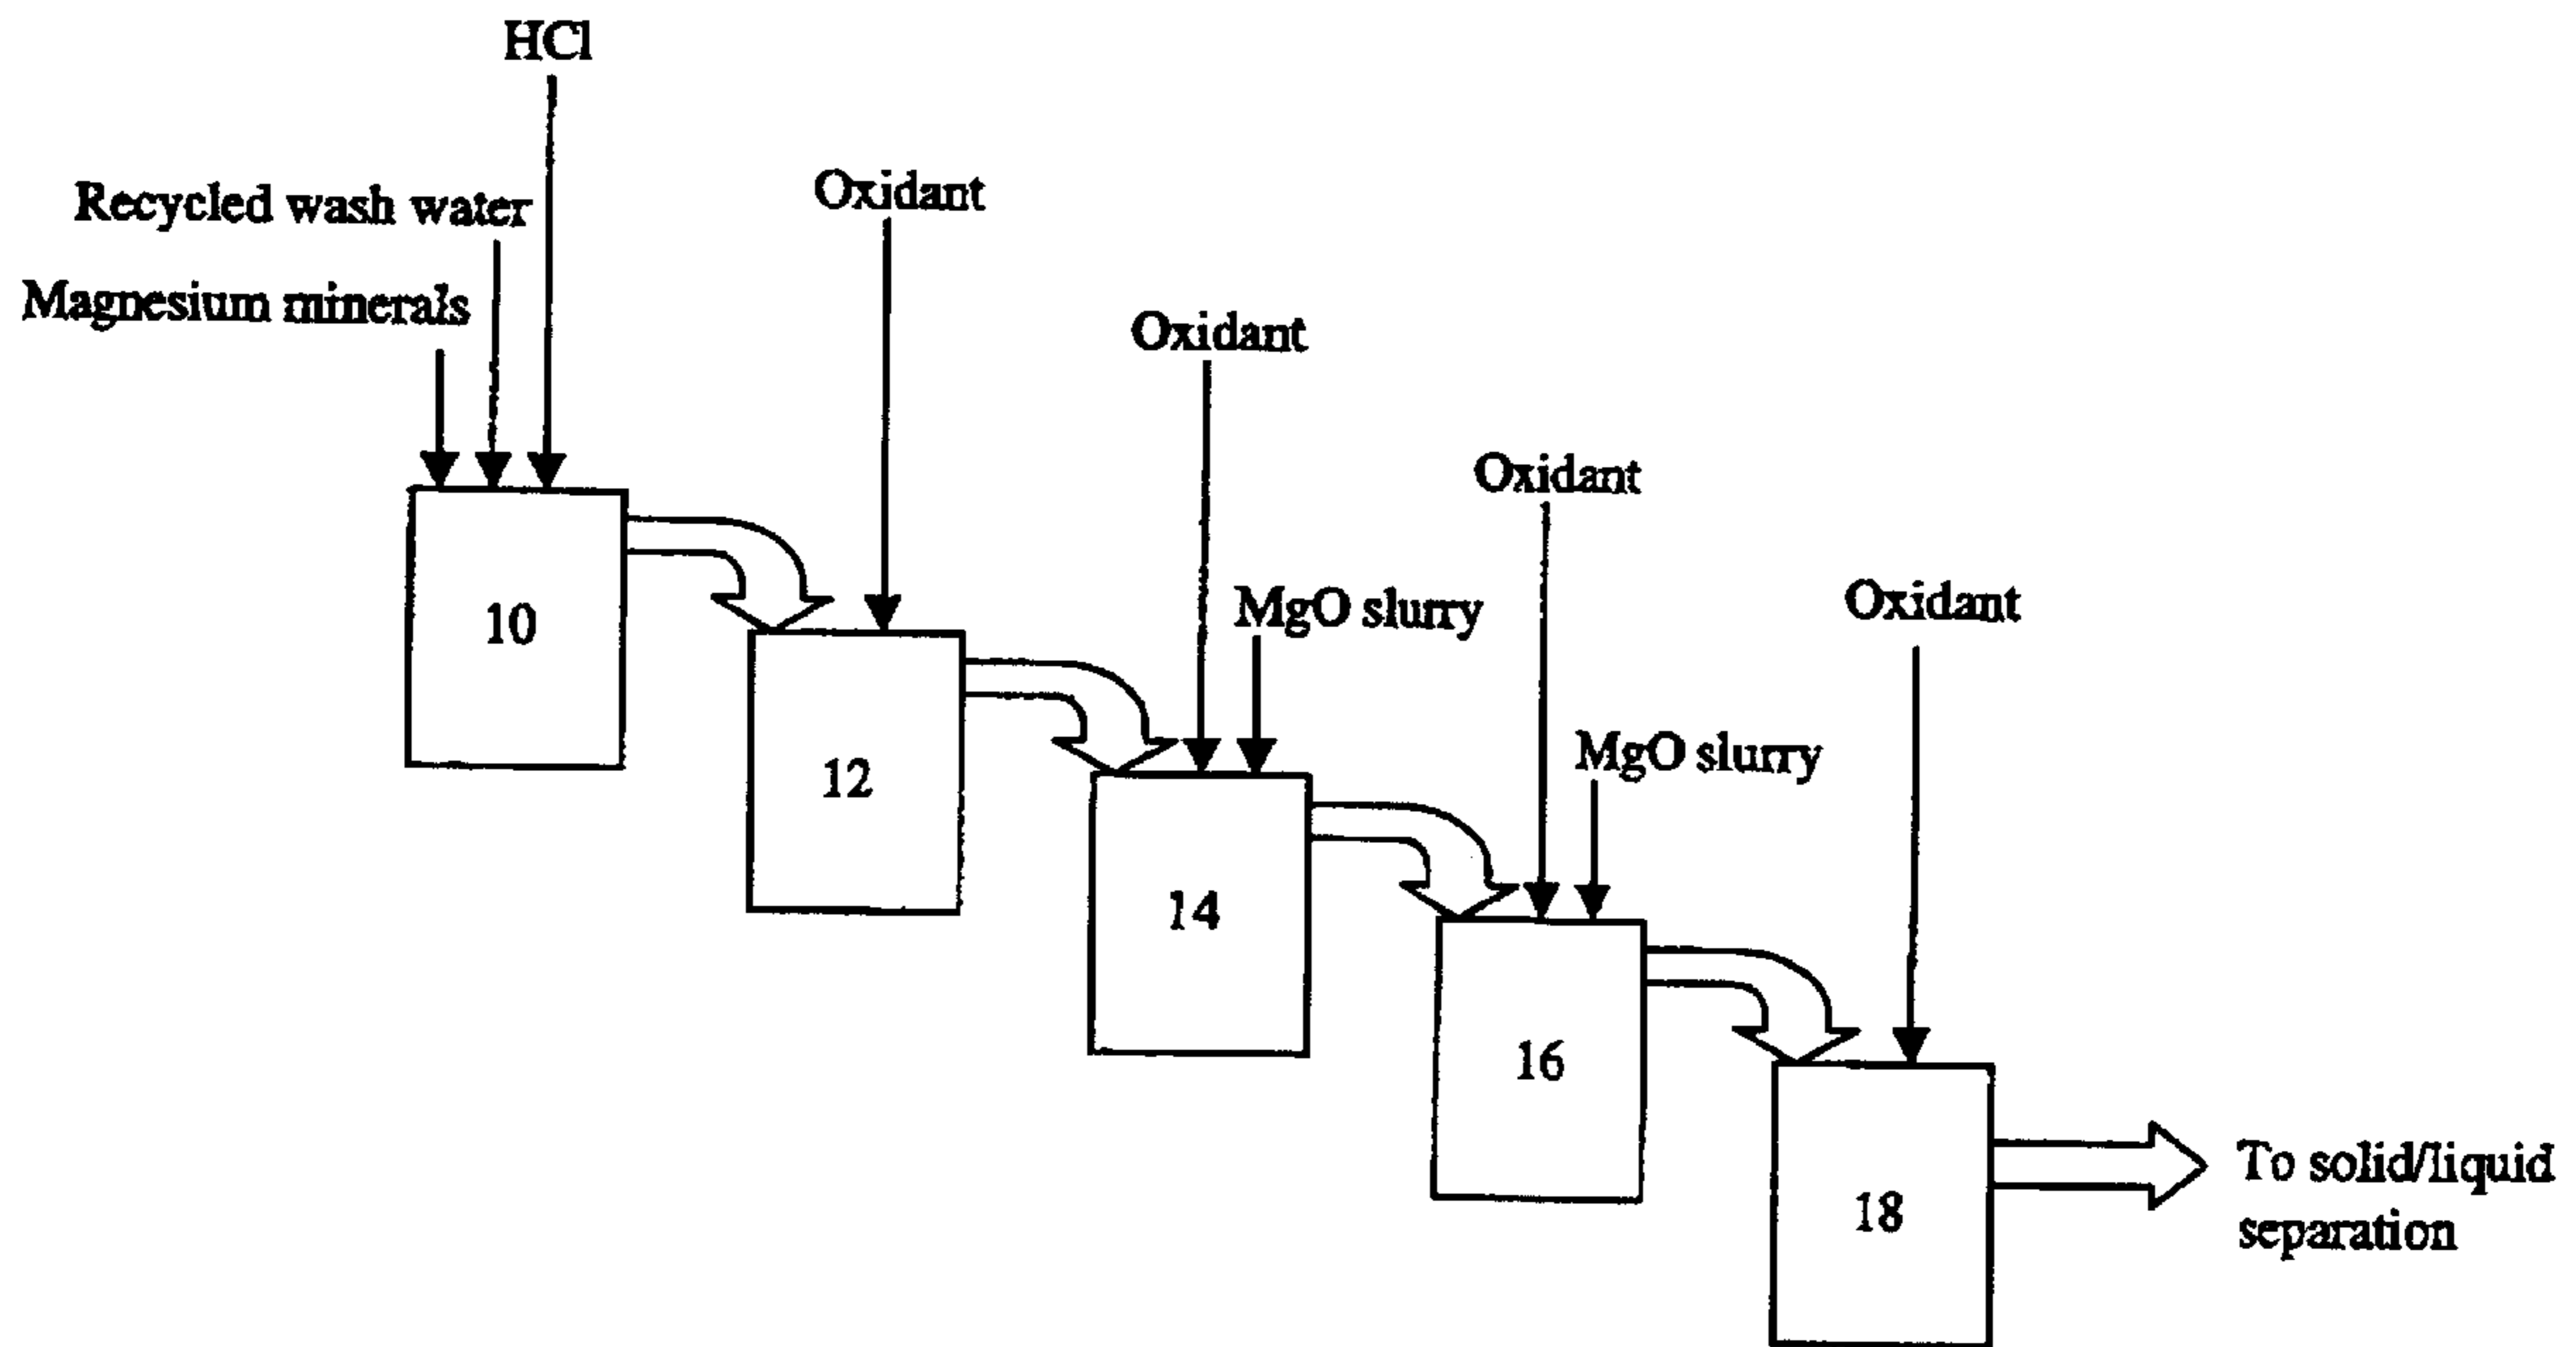 HCl
Recycled wash water
Oxidant
Magnesium minerals
Oxidant
Oxidant
MgO slurry
Oxidant
10
MgO slurry
12
14
16
To solid/liquid
separation
18